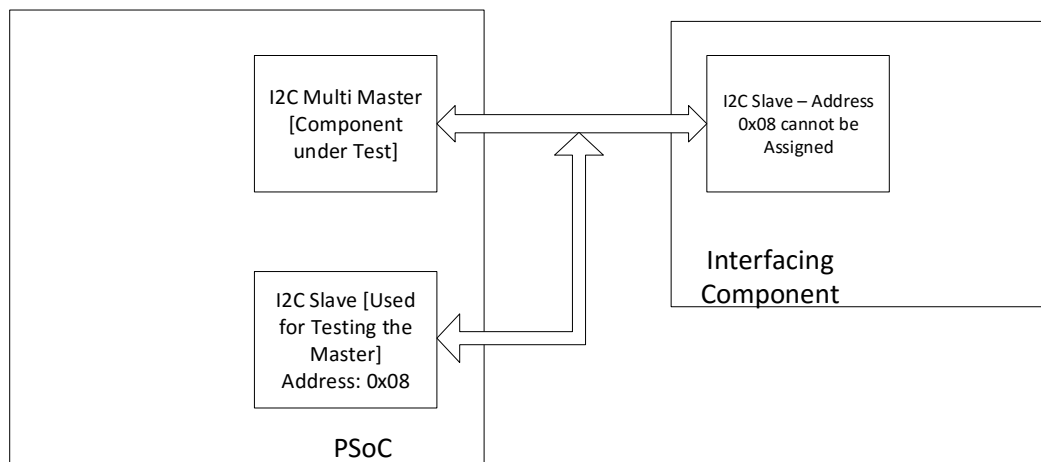 I2C Multi Master
[Component
under Test]
I2C Slave – Address
0x08 cannot be
Assigned
I2C Slave [Used
for Testing the
Master]
Address: 0x08
Interfacing
Component
PSoC